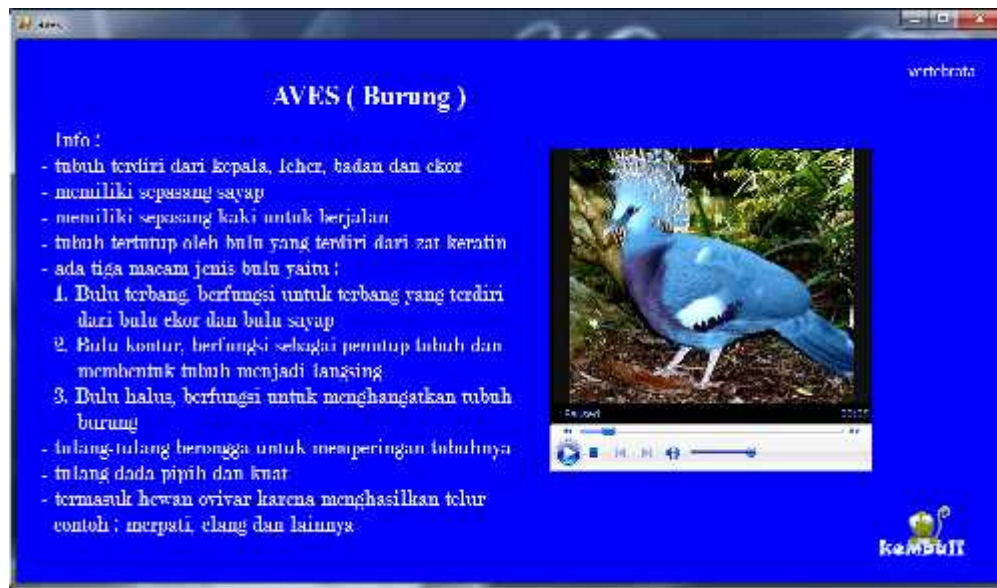 Aves
vertebrata
AVES ( Burung )
Info :
- tubuh terdiri dari kepala, leher, badan dan ekor
- memiliki sepasang sayap
- memiliki sepasang kaki untuk berjalan
- tubuh tertutup oleh bulu yang terdiri dari zat keratin
- ada tiga macam jenis bulu yaitu :
1. Bulu terbang, berfungsi untuk terbang yang terdiri
dari bulu ekor dan bulu sayap
2. Bulu kontur, berfungsi sebagai penutup tubuh dan
membentuk tubuh menjadi langsing
3. Bulu halus, berfungsi untuk menghangatkan tubuh
burung
- tulang-tulang berongga untuk memperingan tubuhnya
- tulang dada pipih dan kuat
- termasuk hewan ovivar karena menghasilkan telur
contoh : merpati, elang dan lainnya
Paused
kembali